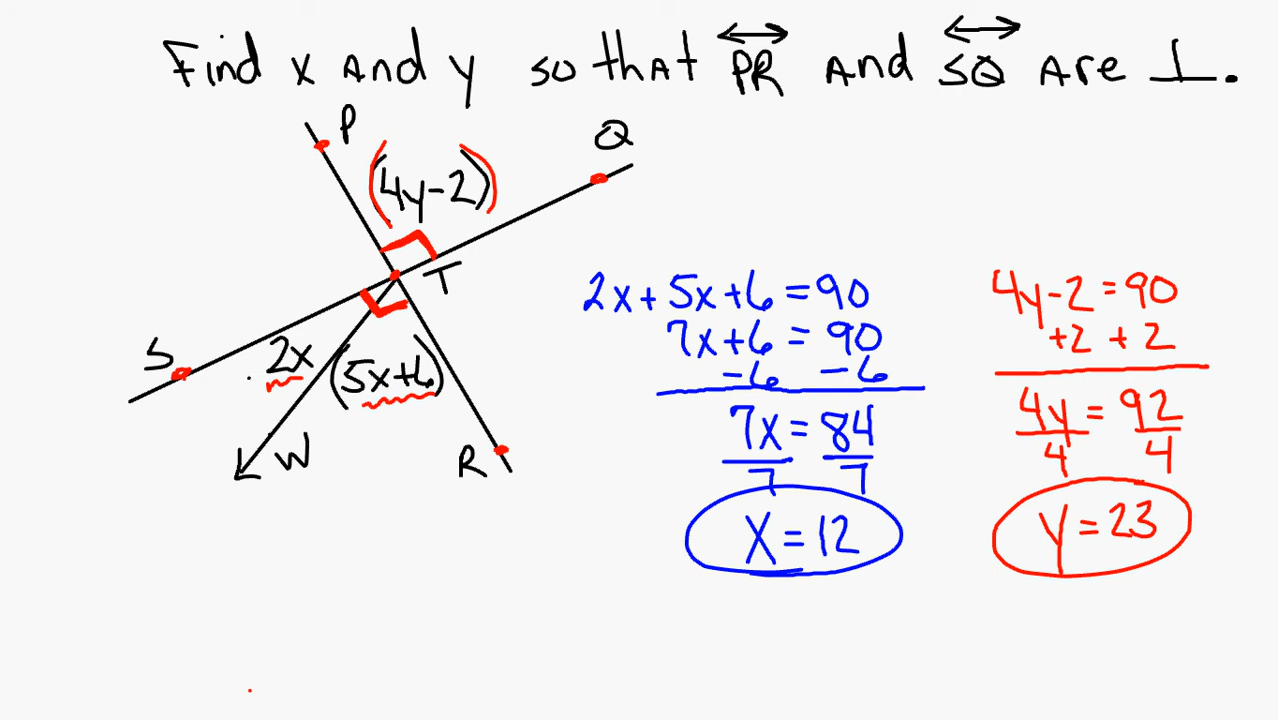 Find x and y so that PR and SQ are ⊥.
P
Q
(4y-2)
T
S
2x
(5x+6)
W
R
2x+5x+6=90
7x+6=90
-6 -6
7x=84
7 7
x=12
4y-2=90
+2 +2
4y=92
4 4
y=23